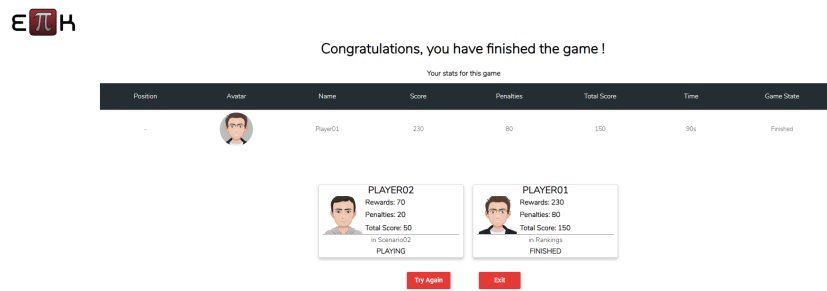 επκ
Congratulations, you have finished the game !
Your stats for this game
Position Avatar Name Score Penalties Total Score Time Game State
- Player01 230 80 150 90s Finished
PLAYER02
Rewards: 70
Penalties: 20
Total Score: 50
in Scenario02
PLAYING
PLAYER01
Rewards: 230
Penalties: 80
Total Score: 150
in Rankings
FINISHED
Try Again Exit